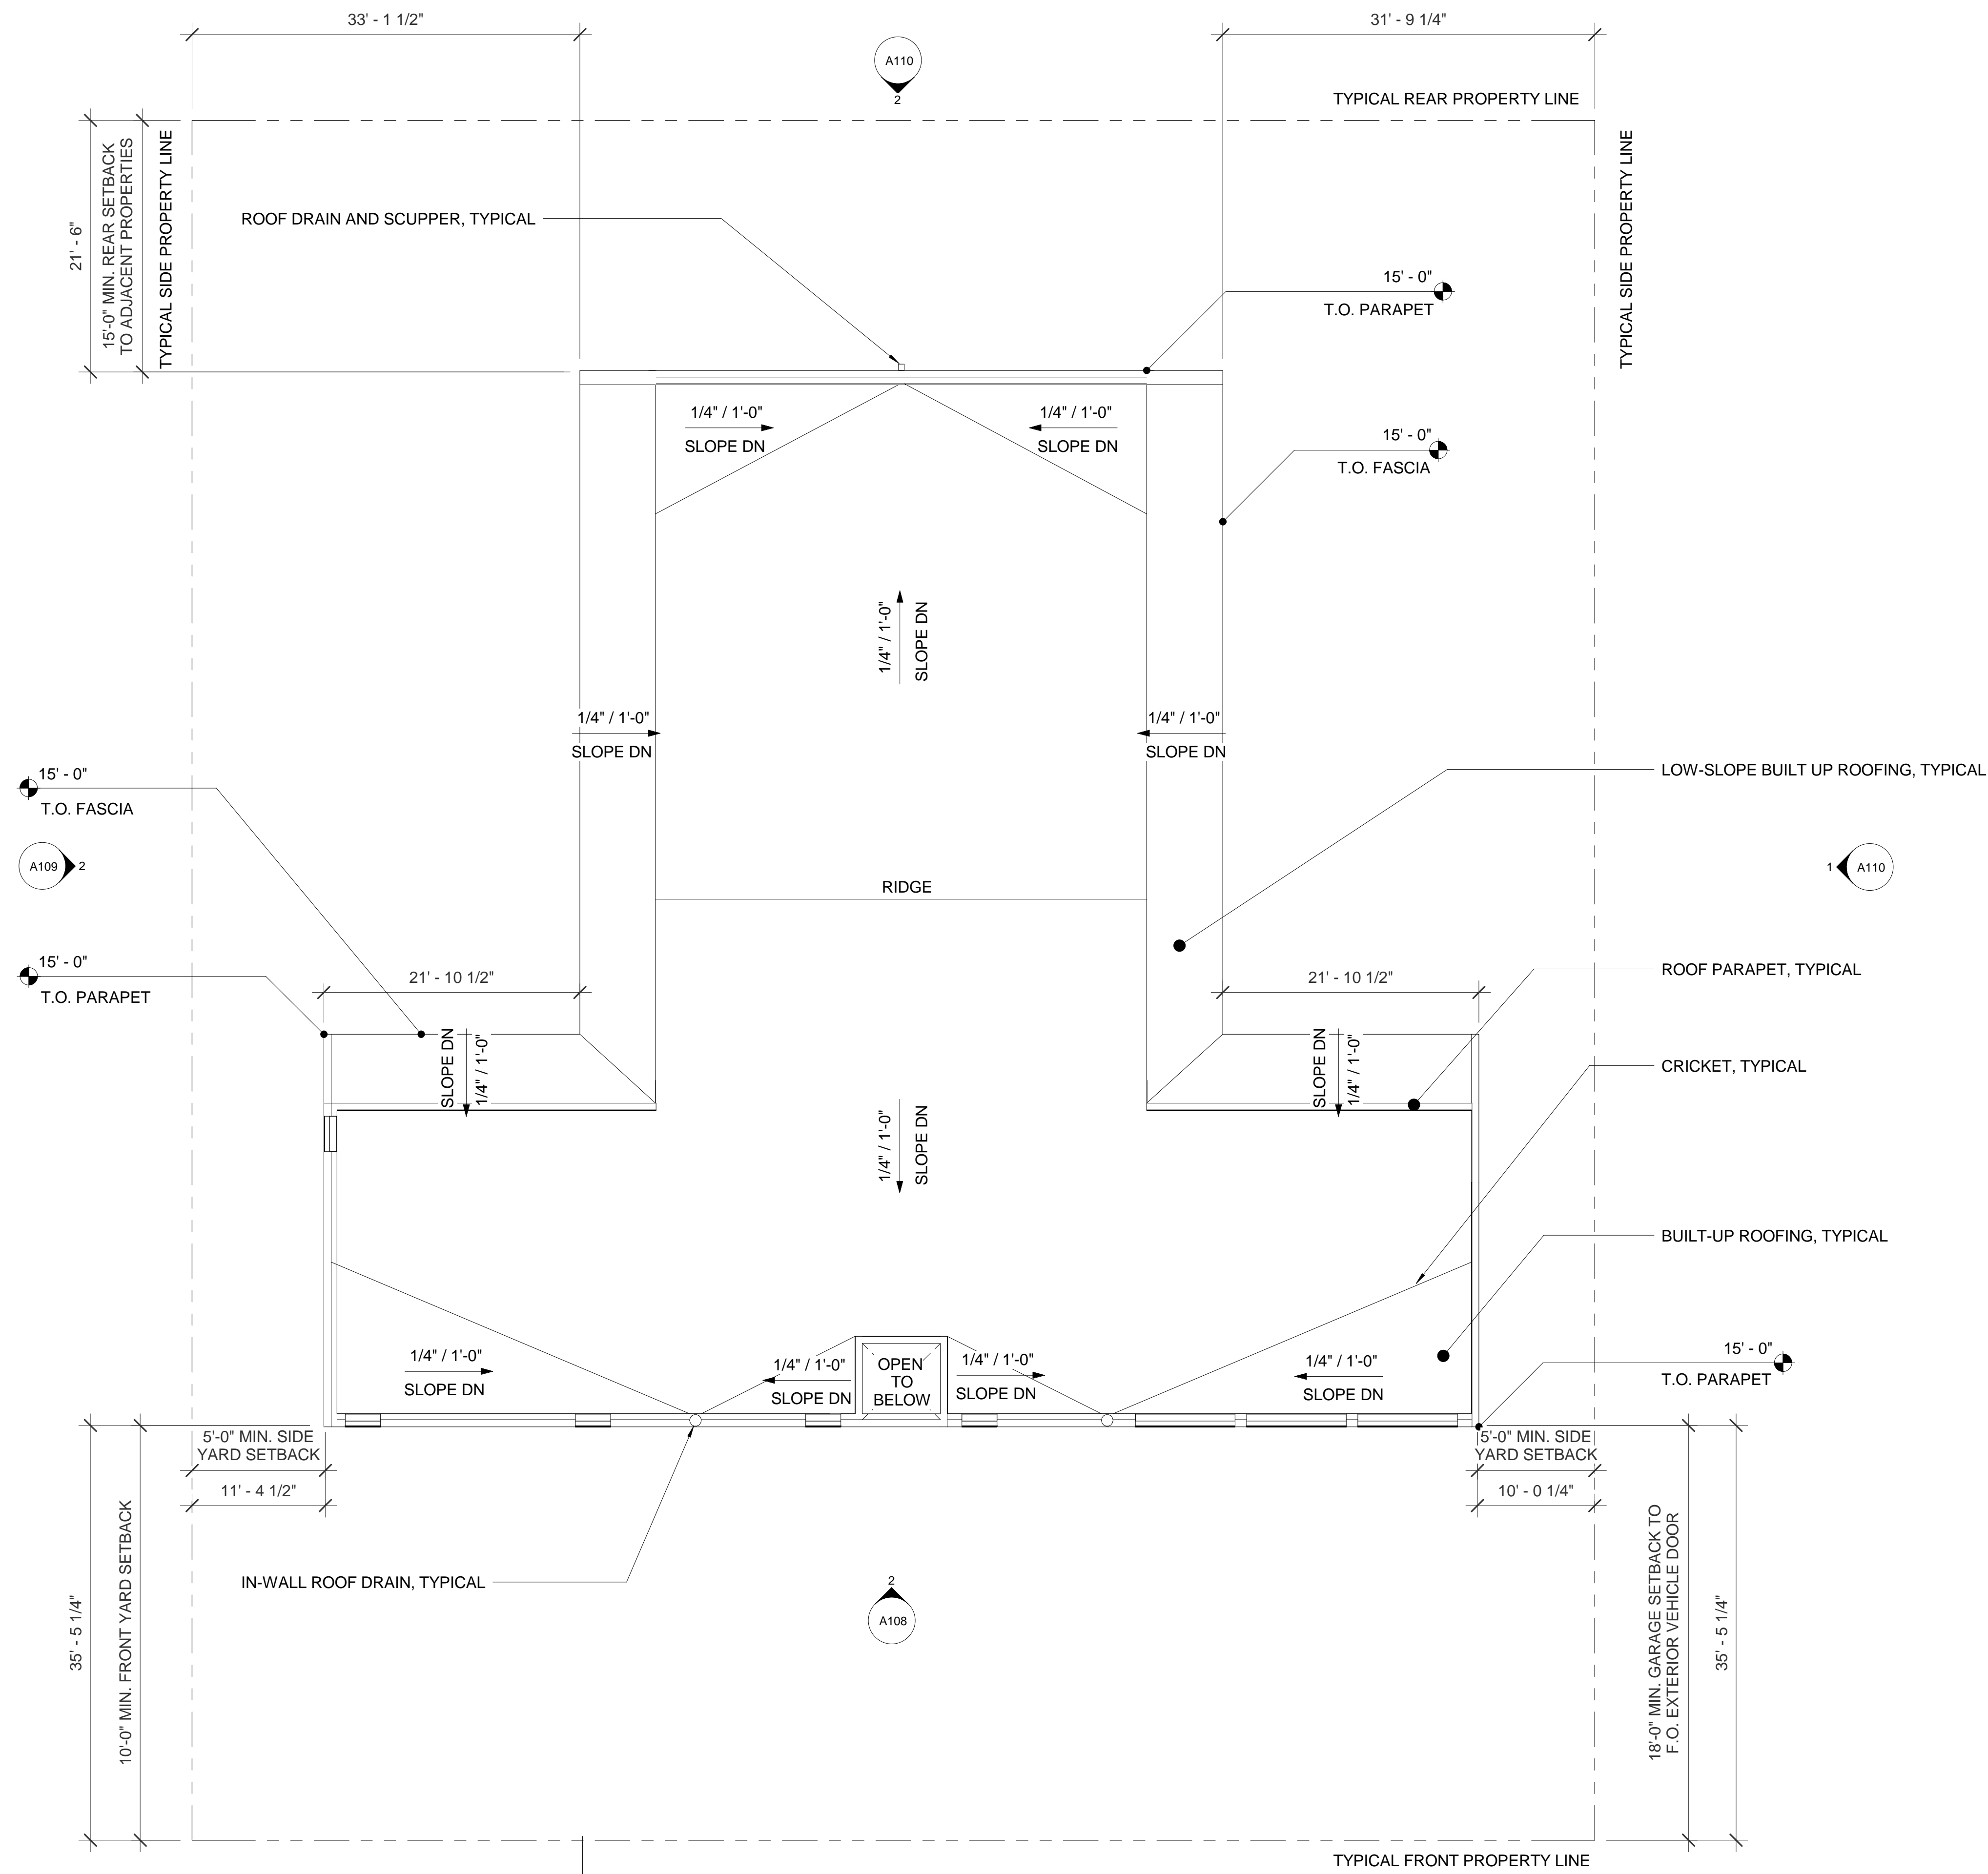 33' - 1 1/2"
31' - 9 1/4"
A110
2
TYPICAL REAR PROPERTY LINE
21' - 6"
15'-0" MIN. REAR SETBACK
TO ADJACENT PROPERTIES
TYPICAL SIDE PROPERTY LINE
TYPICAL SIDE PROPERTY LINE
ROOF DRAIN AND SCUPPER, TYPICAL
15' - 0"
T.O. PARAPET
1/4" / 1'-0"
SLOPE DN
1/4" / 1'-0"
SLOPE DN
15' - 0"
T.O. FASCIA
1/4" / 1'-0"
SLOPE DN
1/4" / 1'-0"
SLOPE DN
1/4" / 1'-0"
SLOPE DN
15' - 0"
T.O. FASCIA
LOW-SLOPE BUILT UP ROOFING, TYPICAL
A109
2
1
A110
RIDGE
15' - 0"
T.O. PARAPET
21' - 10 1/2"
21' - 10 1/2"
ROOF PARAPET, TYPICAL
SLOPE DN
1/4" / 1'-0"
SLOPE DN
1/4" / 1'-0"
CRICKET, TYPICAL
1/4" / 1'-0"
SLOPE DN
BUILT-UP ROOFING, TYPICAL
1/4" / 1'-0"
SLOPE DN
1/4" / 1'-0"
SLOPE DN
OPEN
TO
BELOW
1/4" / 1'-0"
SLOPE DN
1/4" / 1'-0"
SLOPE DN
15' - 0"
T.O. PARAPET
5'-0" MIN. SIDE
YARD SETBACK
11' - 4 1/2"
5'-0" MIN. SIDE
YARD SETBACK
10' - 0 1/4"
35' - 5 1/4"
10'-0" MIN. FRONT YARD SETBACK
IN-WALL ROOF DRAIN, TYPICAL
2
A108
18'-0" MIN. GARAGE SETBACK TO
F.O. EXTERIOR VEHICLE DOOR
35' - 5 1/4"
TYPICAL FRONT PROPERTY LINE